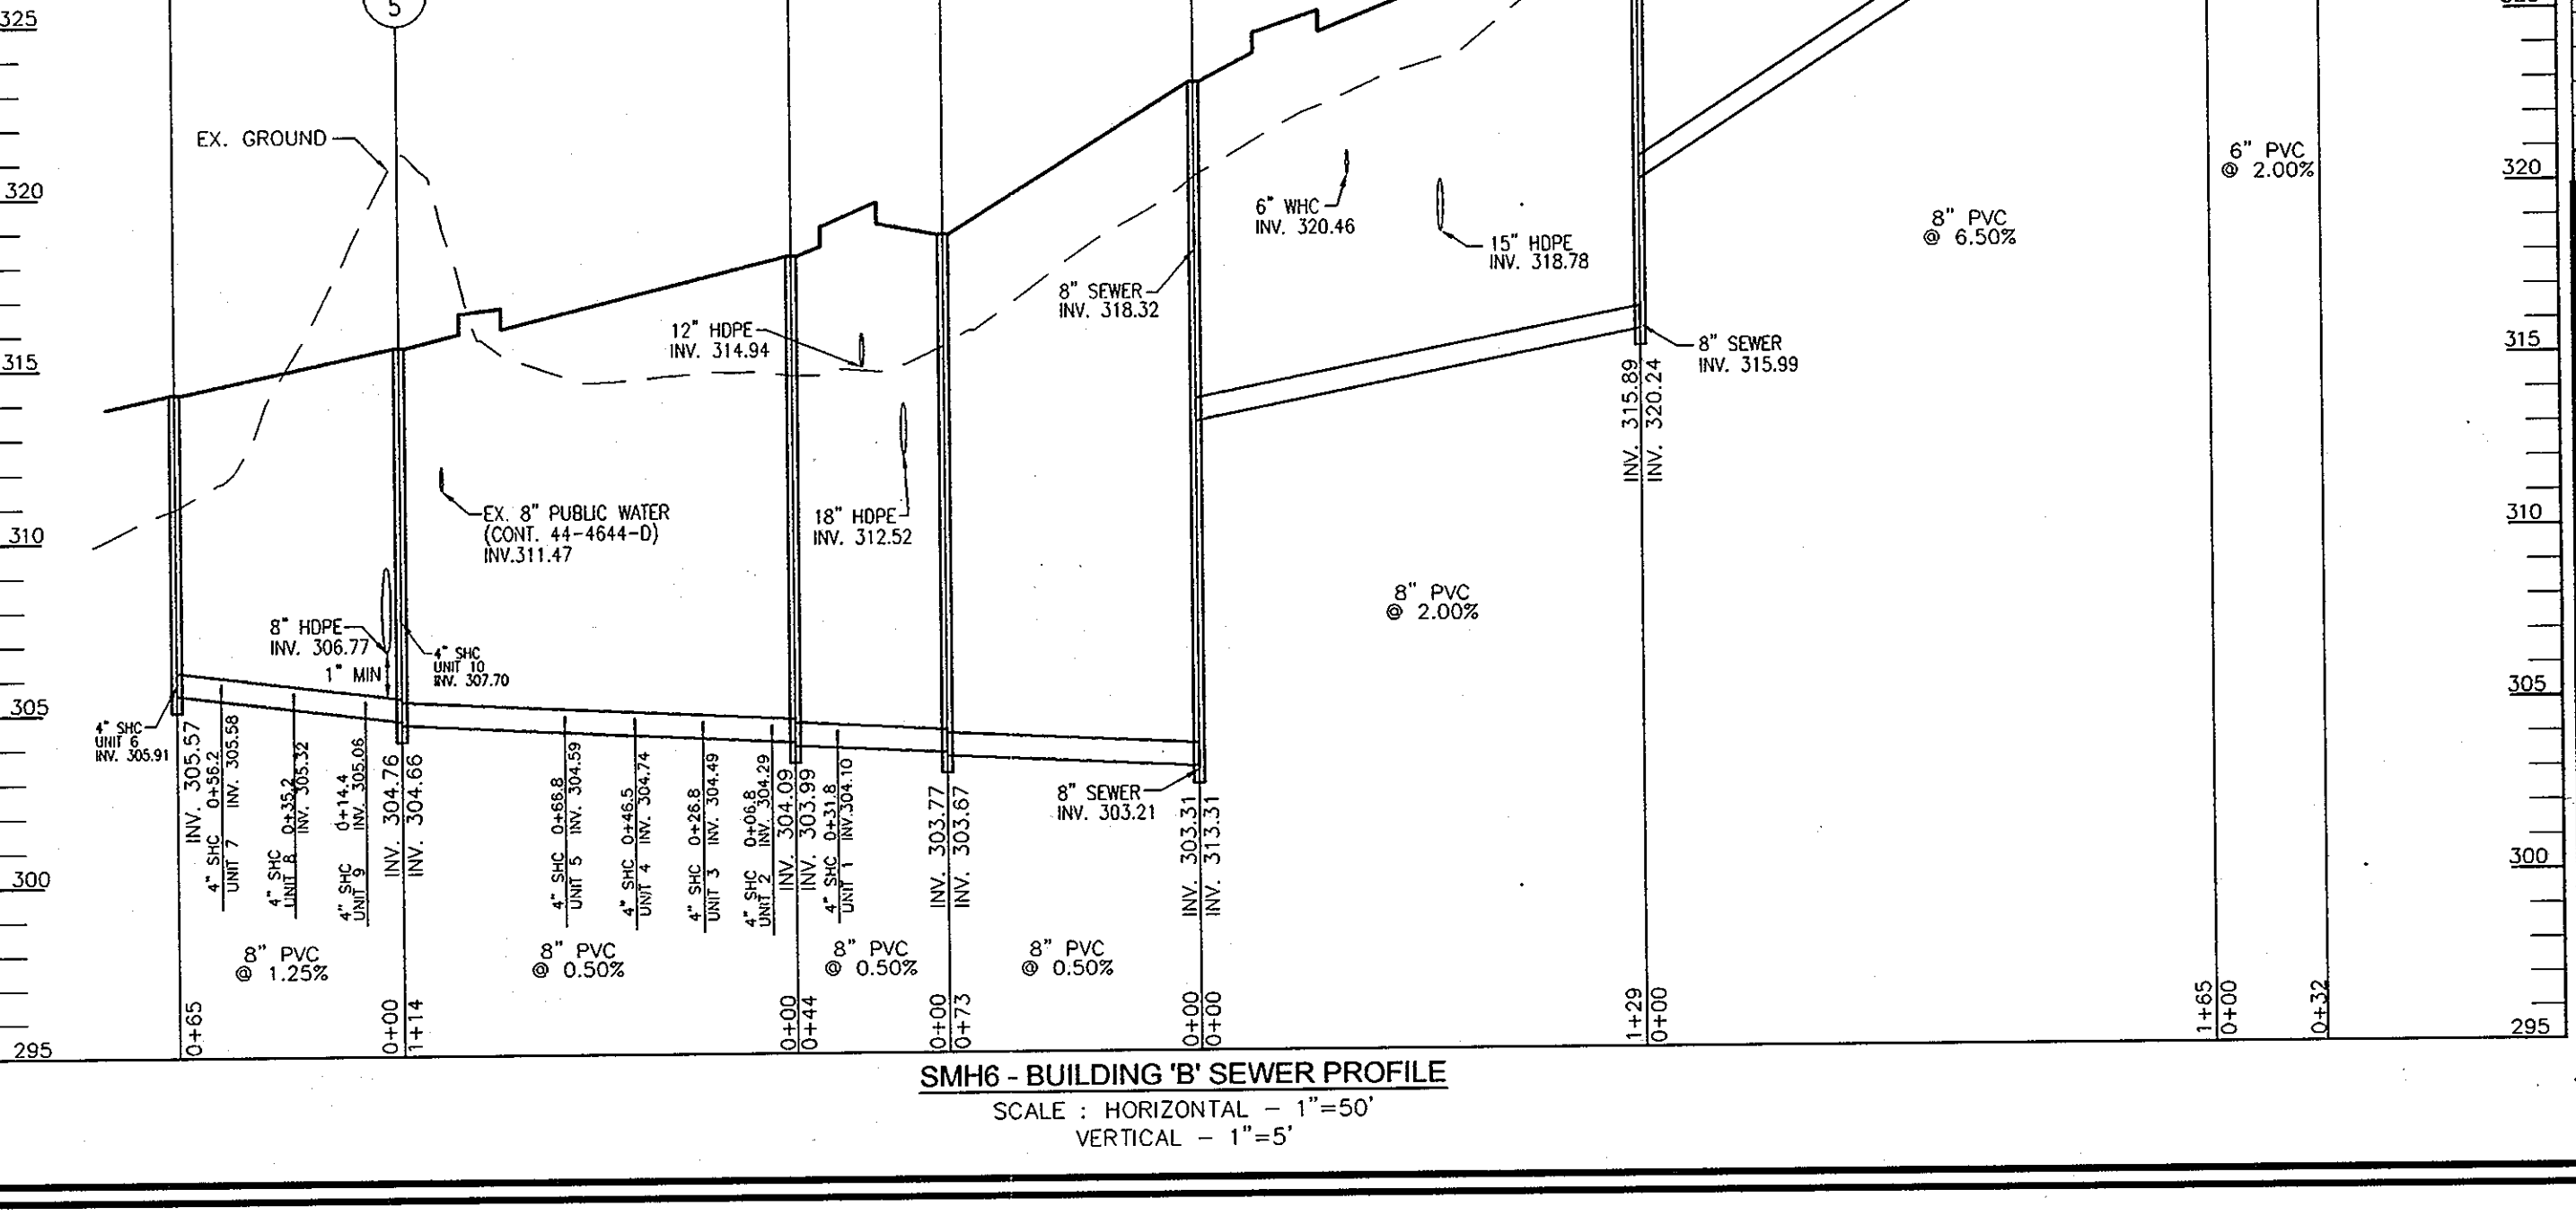 5
325
320
315
310
305
300
295
320
315
310
305
300
295
EX. GROUND
6" PVC
@ 2.00%
6" WHC
INV. 320.46
8" PVC
@ 6.50%
15" HDPE
INV. 318.78
8" SEWER
INV. 318.32
12" HDPE
INV. 314.94
8" SEWER
INV. 315.99
INV. 315.89
INV. 320.24
EX. 8" PUBLIC WATER
(CONT. 44-4644-D)
INV.311.47
18" HDPE
INV. 312.52
8" PVC
@ 2.00%
8" HDPE
INV. 306.77
1" MIN
4" SHC
UNIT 10
INV. 307.70
4" SHC
UNIT 6
INV. 305.91
INV. 305.57
4" SHC 0+56.2
UNIT 7 INV. 305.58
4" SHC 0+35.2
UNIT 8 INV. 305.32
4" SHC 0+14.4
UNIT 9 INV. 305.06
INV. 304.76
INV. 304.66
4" SHC 0+66.8
UNIT 5 INV. 304.59
4" SHC 0+46.5
UNIT 4 INV. 304.74
4" SHC 0+26.8
UNIT 3 INV. 304.49
4" SHC 0+06.8
UNIT 2 INV. 304.29
INV. 304.09
INV. 303.99
4" SHC 0+31.8
UNIT 1 INV.304.10
INV. 303.77
INV. 303.67
8" SEWER
INV. 303.21
INV. 303.31
INV. 313.31
8" PVC
@ 1.25%
8" PVC
@ 0.50%
8" PVC
@ 0.50%
8" PVC
@ 0.50%
0+65
0+00
1+14
0+00
0+44
0+00
0+73
0+00
0+00
1+29
0+00
1+65
0+00
0+32
SMH6 - BUILDING 'B' SEWER PROFILE
SCALE : HORIZONTAL - 1"=50'
VERTICAL - 1"=5'